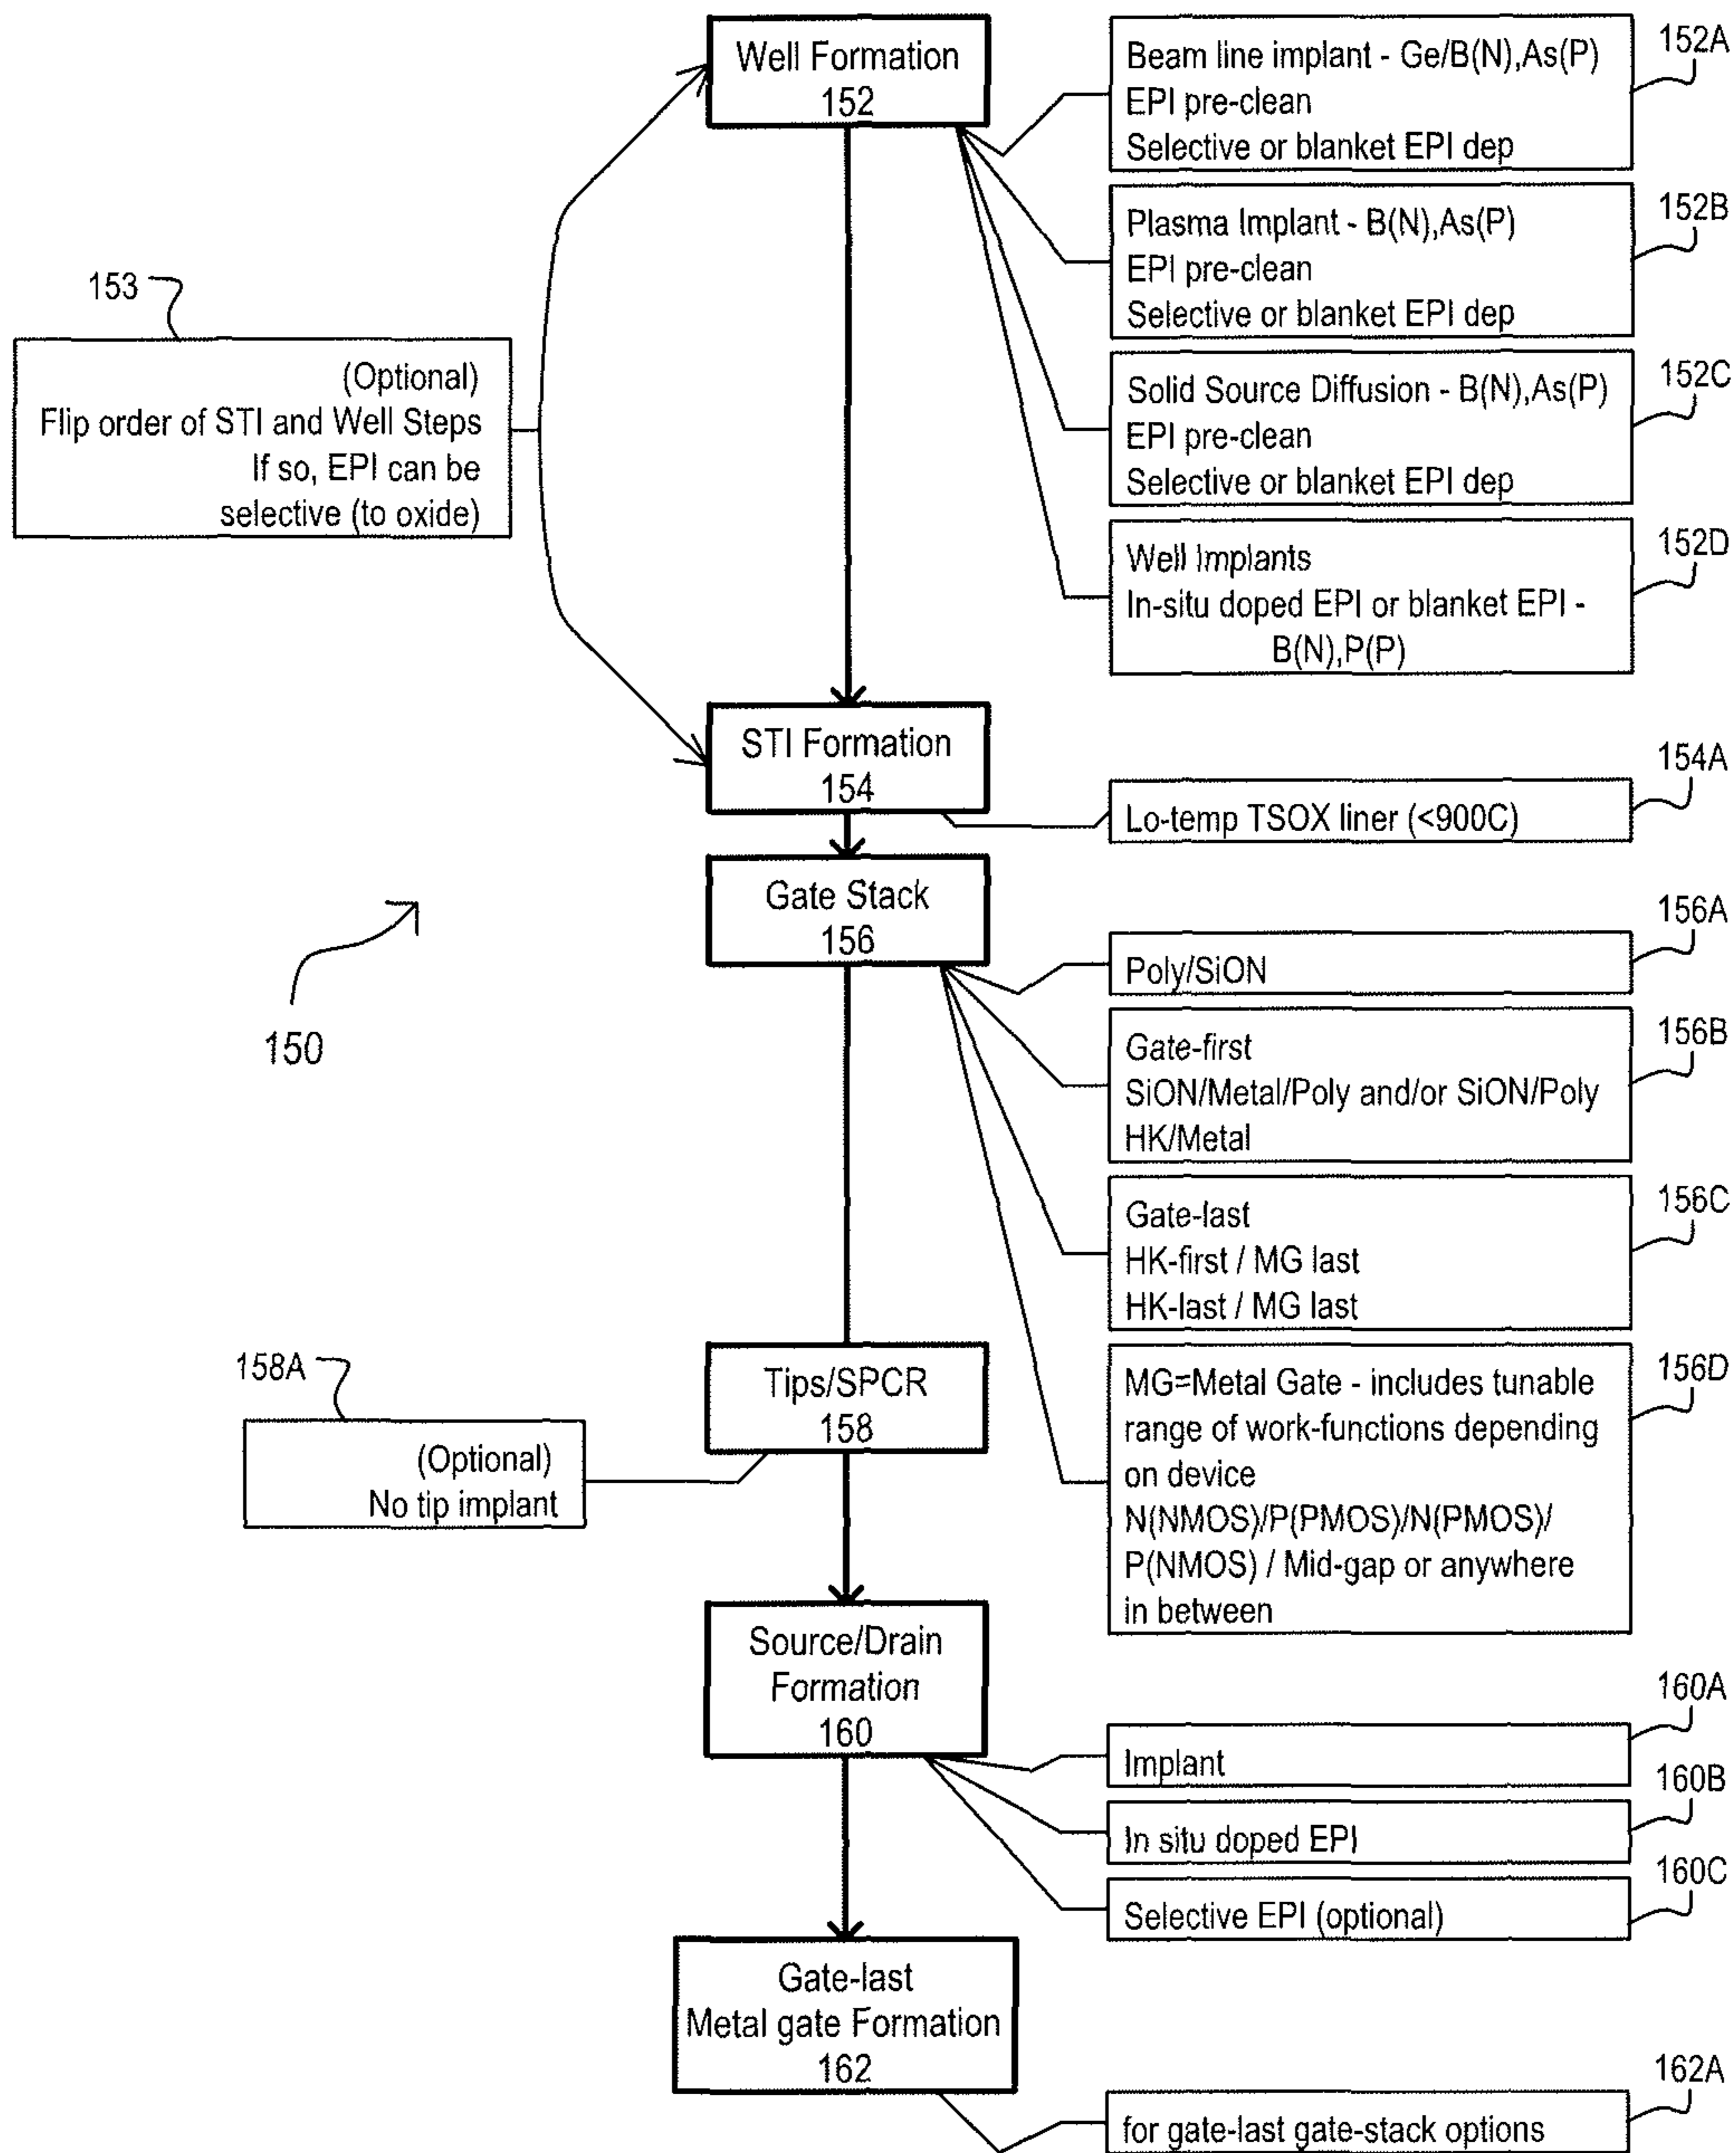 Well Formation
152
152A
Beam line implant - Ge/B(N),As(P)
EPI pre-clean
Selective or blanket EPI dep
152B
Plasma Implant - B(N),As(P)
EPI pre-clean
Selective or blanket EPI dep
153
(Optional)
Flip order of STI and Well Steps
If so, EPI can be
selective (to oxide)
152C
Solid Source Diffusion - B(N),As(P)
EPI pre-clean
Selective or blanket EPI dep
152D
Well Implants
In-situ doped EPI or blanket EPI -
B(N),P(P)
STI Formation
154
154A
Lo-temp TSOX liner (<900C)
Gate Stack
156
150
156A
Poly/SiON
156B
Gate-first
SiON/Metal/Poly and/or SiON/Poly
HK/Metal
156C
Gate-last
HK-first / MG last
HK-last / MG last
Tips/SPCR
158
158A
(Optional)
No tip implant
156D
MG=Metal Gate - includes tunable
range of work-functions depending
on device
N(NMOS)/P(PMOS)/N(PMOS)/
P(NMOS) / Mid-gap or anywhere
in between
Source/Drain
Formation
160
160A
Implant
160B
In situ doped EPI
160C
Selective EPI (optional)
Gate-last
Metal gate Formation
162
162A
for gate-last gate-stack options